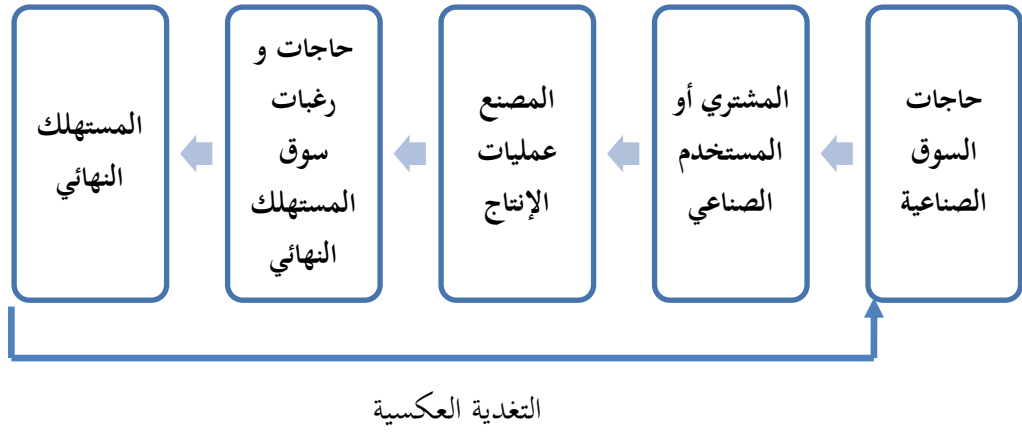 حاجات
السوق
الصناعية
المشتري أو
المستخدم
الصناعي
المصنع
عمليات
الإنتاج
حاجات و
رغبات
سوق
المستهلك
النهائي
المستهلك
النهائي
التغدية العكسية